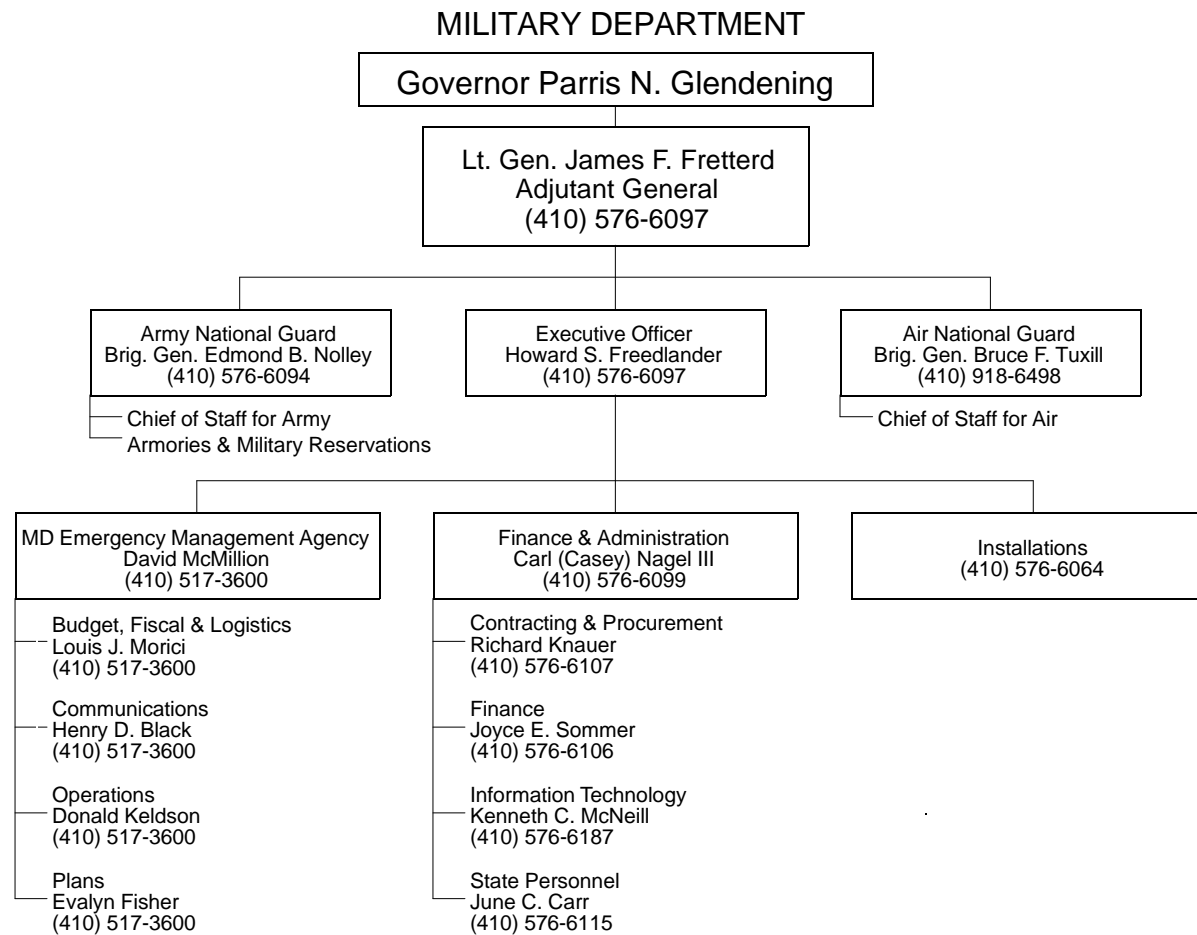 MILITARY DEPARTMENT
Governor Parris N. Glendening
Lt. Gen. James F. Fretterd
Adjutant General
(410) 576-6097
Army National Guard
Brig. Gen. Edmond B. Nolley
(410) 576-6094
Chief of Staff for Army
Armories & Military Reservations
Executive Officer
Howard S. Freedlander
(410) 576-6097
Air National Guard
Brig. Gen. Bruce F. Tuxill
(410) 918-6498
Chief of Staff for Air
MD Emergency Management Agency
David McMillion
(410) 517-3600
Budget, Fiscal & Logistics
Louis J. Morici
(410) 517-3600
Communications
Henry D. Black
(410) 517-3600
Operations
Donald Keldson
(410) 517-3600
Plans
Evalyn Fisher
(410) 517-3600
Finance & Administration
Carl (Casey) Nagel III
(410) 576-6099
Contracting & Procurement
Richard Knauer
(410) 576-6107
Finance
Joyce E. Sommer
(410) 576-6106
Information Technology
Kenneth C. McNeill
(410) 576-6187
State Personnel
June C. Carr
(410) 576-6115
Installations
(410) 576-6064